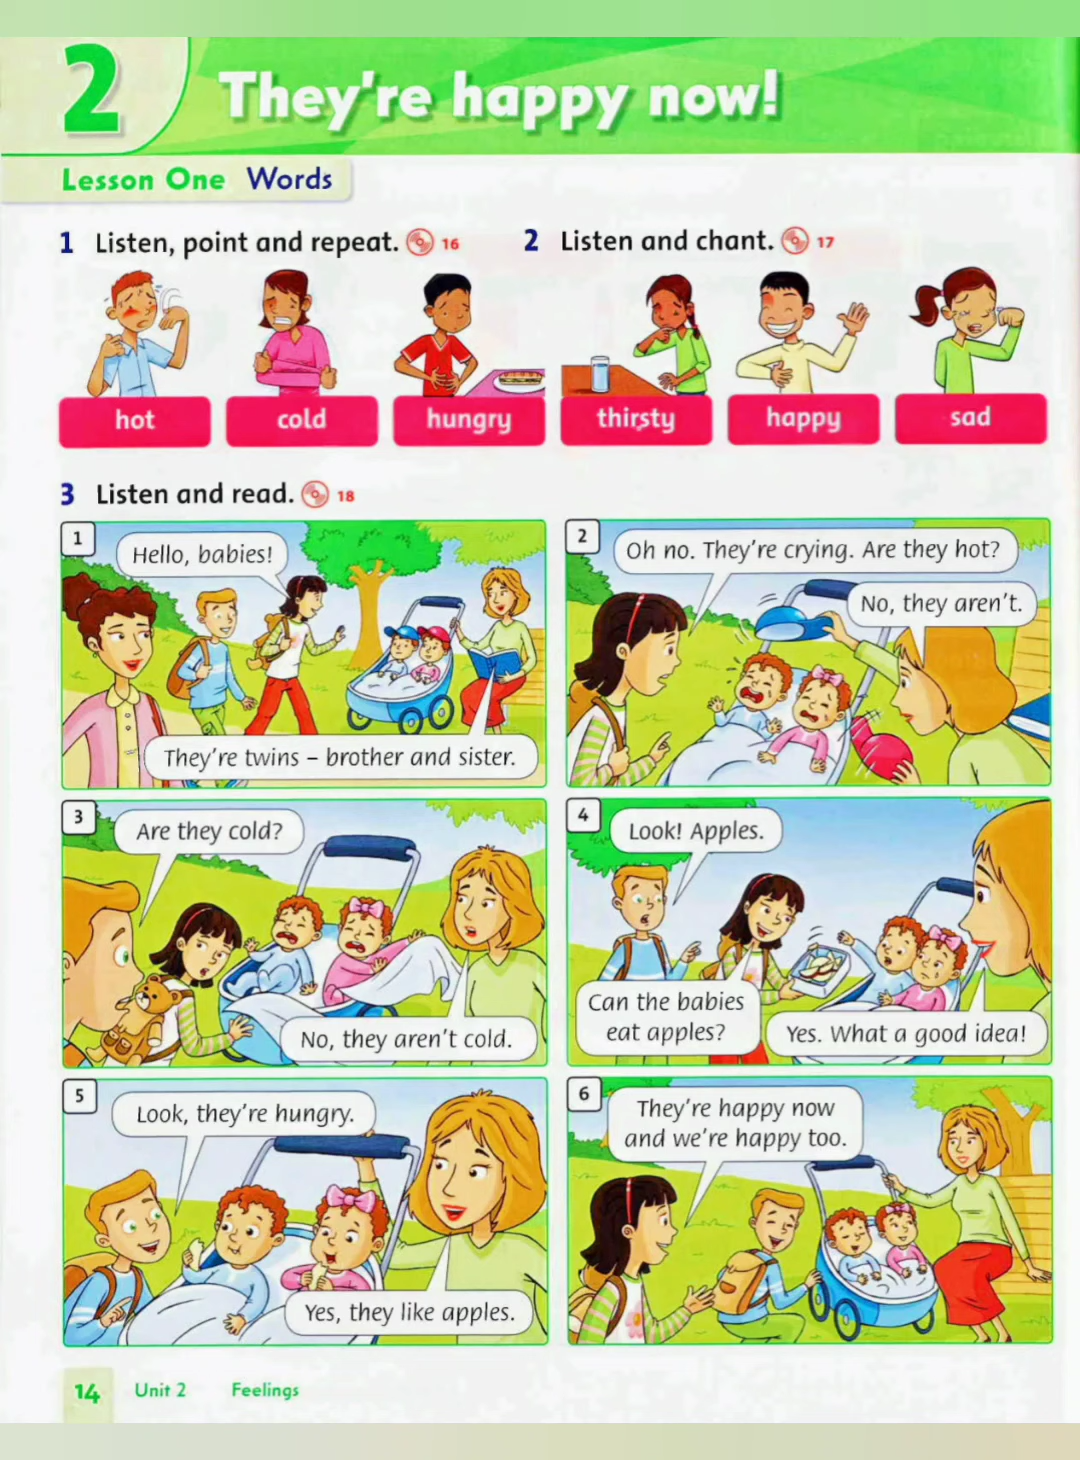 2
They're happy now!
Lesson One Words
1 Listen, point and repeat. 16
2 Listen and chant. 17
hot
cold
hungry
thirsty
happy
sad
3 Listen and read. 18
1
Hello, babies!
They're twins – brother and sister.
2
Oh no. They're crying. Are they hot?
No, they aren't.
3
Are they cold?
No, they aren't cold.
4
Look! Apples.
Can the babies
eat apples?
Yes. What a good idea!
5
Look, they're hungry.
Yes, they like apples.
6
They're happy now
and we're happy too.
14 Unit 2 Feelings